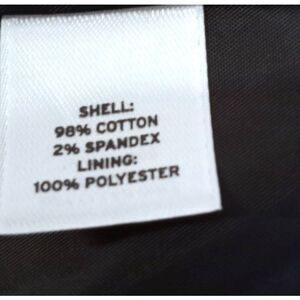 SHELL:
98% COTTON
2% SPANDEX
LINING:
100% POLYESTER